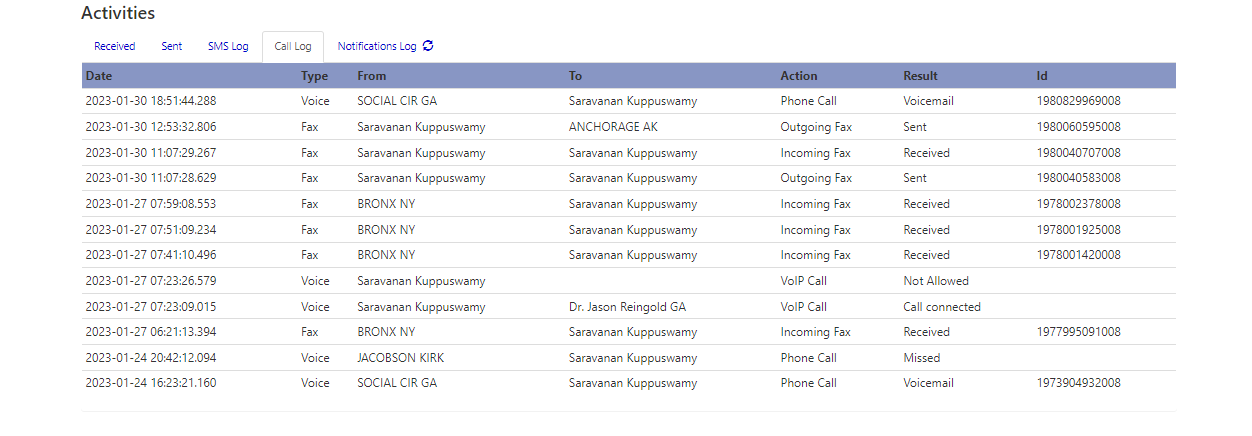 Activities
Received Sent SMS Log Call Log Notifications Log
Date Type From To Action Result Id
2023-01-30 18:51:44.288 Voice SOCIAL CIR GA Saravanan Kuppuswamy Phone Call Voicemail 1980829969008
2023-01-30 12:53:32.806 Fax Saravanan Kuppuswamy ANCHORAGE AK Outgoing Fax Sent 1980060595008
2023-01-30 11:07:29.267 Fax Saravanan Kuppuswamy Saravanan Kuppuswamy Incoming Fax Received 1980040707008
2023-01-30 11:07:28.629 Fax Saravanan Kuppuswamy Saravanan Kuppuswamy Outgoing Fax Sent 1980040583008
2023-01-27 07:59:08.553 Fax BRONX NY Saravanan Kuppuswamy Incoming Fax Received 1978002378008
2023-01-27 07:51:09.234 Fax BRONX NY Saravanan Kuppuswamy Incoming Fax Received 1978001925008
2023-01-27 07:41:10.496 Fax BRONX NY Saravanan Kuppuswamy Incoming Fax Received 1978001420008
2023-01-27 07:23:26.579 Voice Saravanan Kuppuswamy VoIP Call Not Allowed
2023-01-27 07:23:09.015 Voice Saravanan Kuppuswamy Dr. Jason Reingold GA VoIP Call Call connected
2023-01-27 06:21:13.394 Fax BRONX NY Saravanan Kuppuswamy Incoming Fax Received 1977995091008
2023-01-24 20:42:12.094 Voice JACOBSON KIRK Saravanan Kuppuswamy Phone Call Missed
2023-01-24 16:23:21.160 Voice SOCIAL CIR GA Saravanan Kuppuswamy Phone Call Voicemail 1973904932008